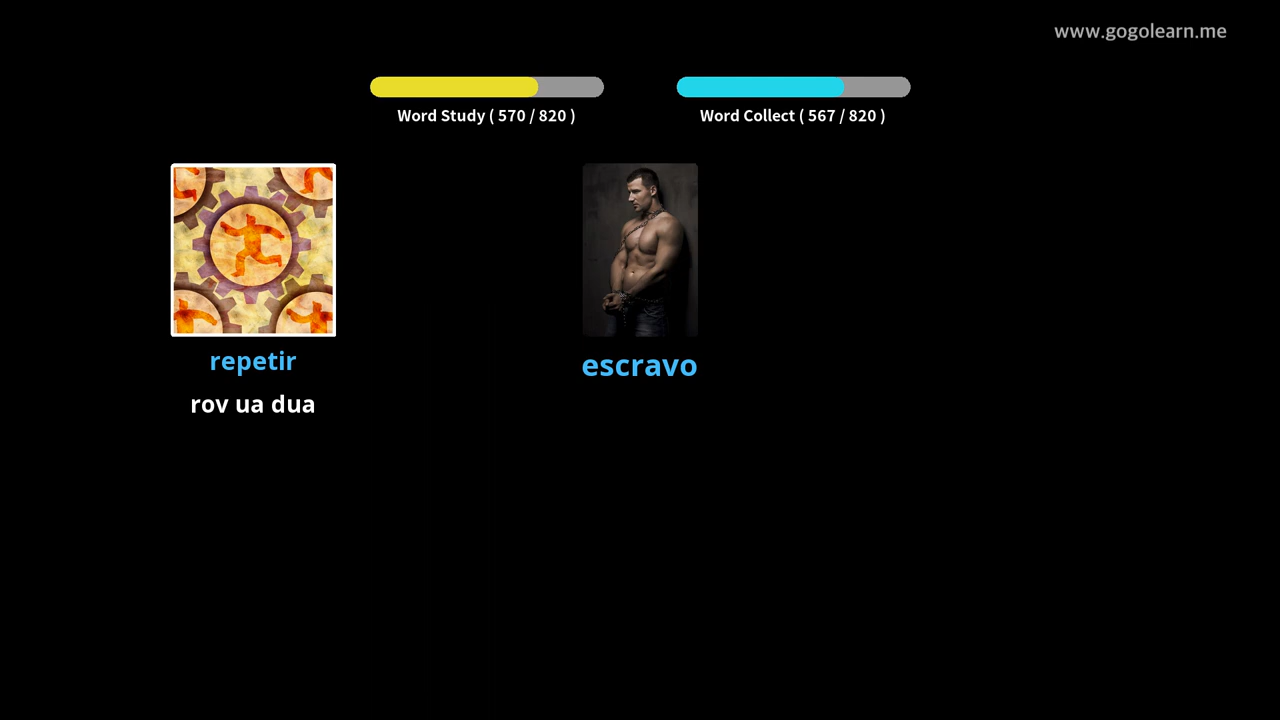 www.gogolearn.me
Word Study ( 570 / 820 )
Word Collect ( 567 / 820 )
repetir
rov ua dua
escravo